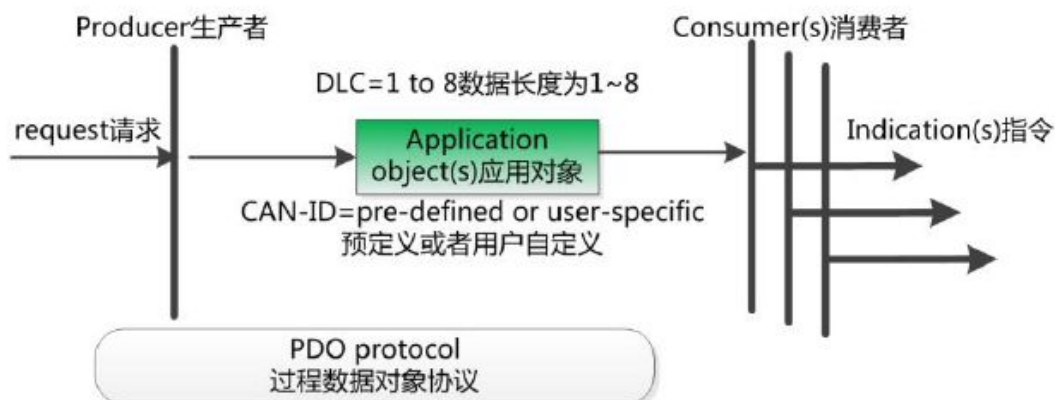 Producer生产者
Consumer(s)消费者
DLC=1 to 8数据长度为1~8
request请求
Application
object(s)应用对象
Indication(s)指令
CAN-ID=pre-defined or user-specific
预定义或者用户自定义
PDO protocol
过程数据对象协议